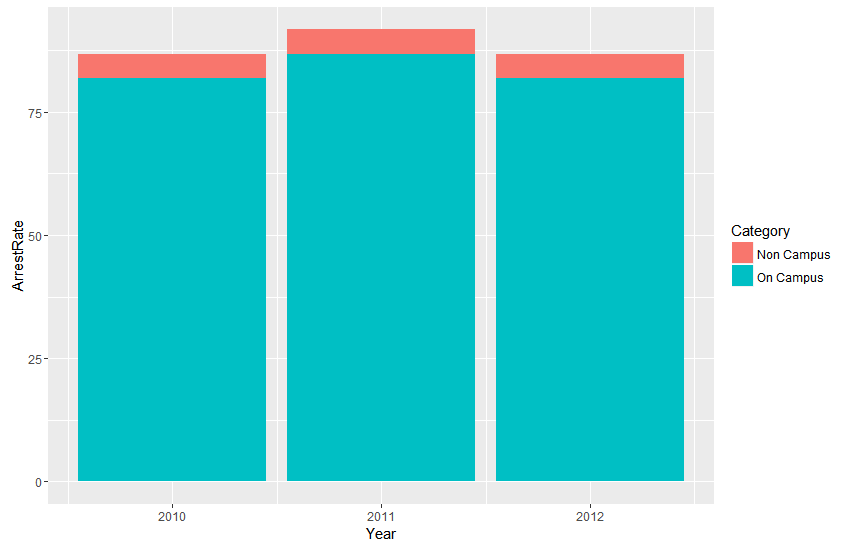 ArrestRate
75
50
25
0
2010 2011 2012
Year
Category
Non Campus
On Campus